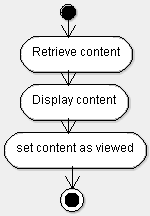 Retrieve content
Display content
set content as viewed